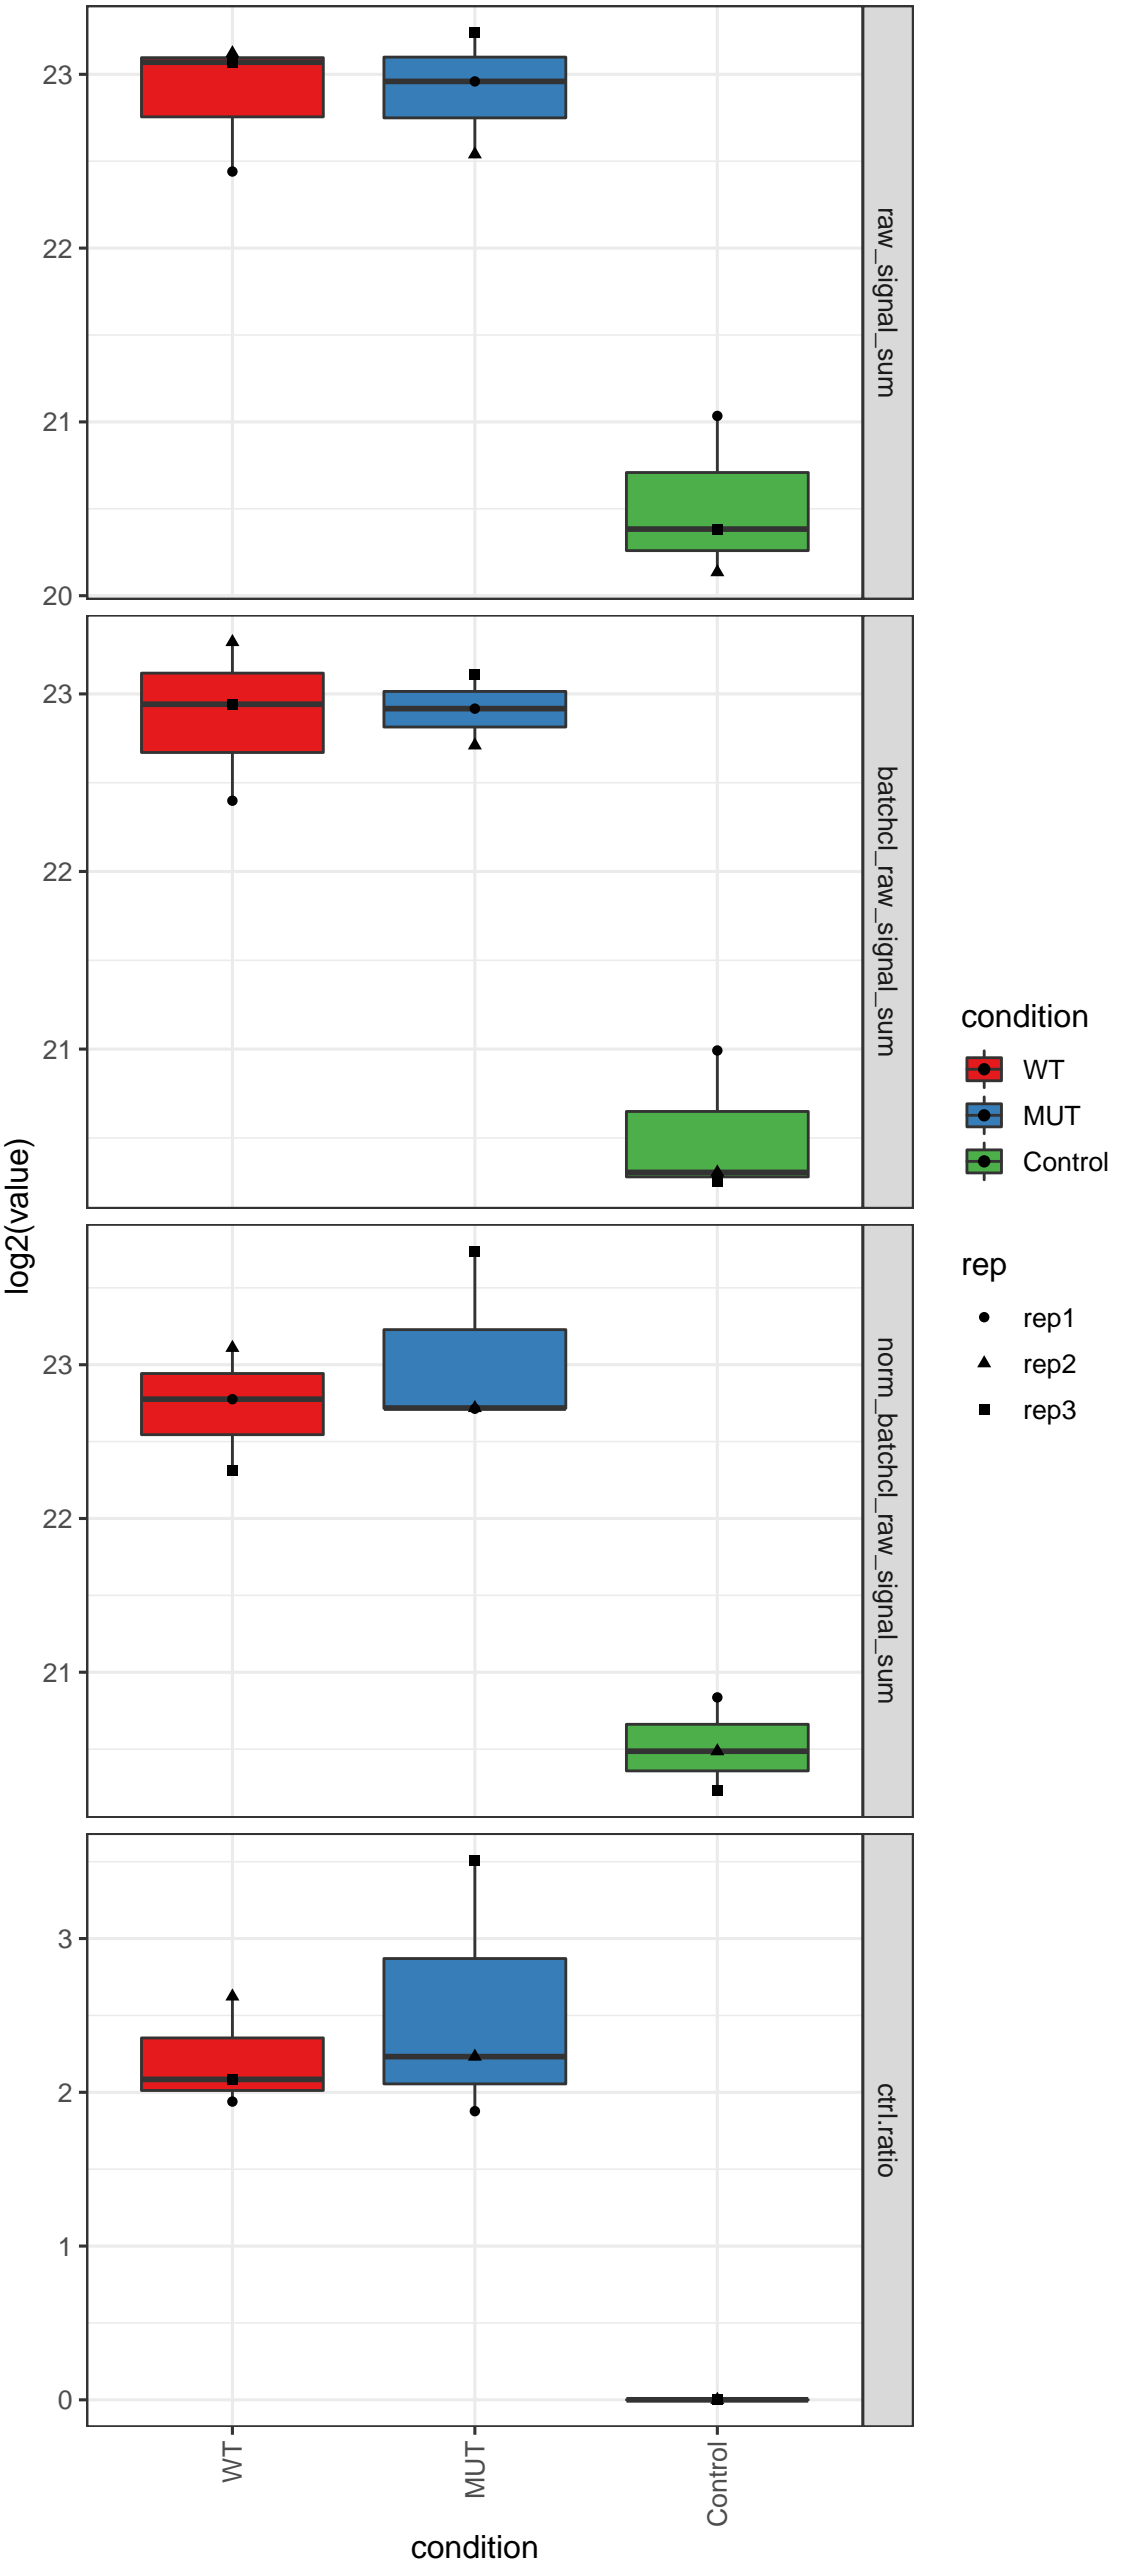 23
22
21
20
raw_signal_sum
23
22
21
batchcl_raw_signal_sum
23
22
21
norm_batchcl_raw_signal_sum
3
2
1
0
ctrl.ratio
log2(value)
WT
MUT
Control
condition
condition
WT
MUT
Control
rep
rep1
rep2
rep3